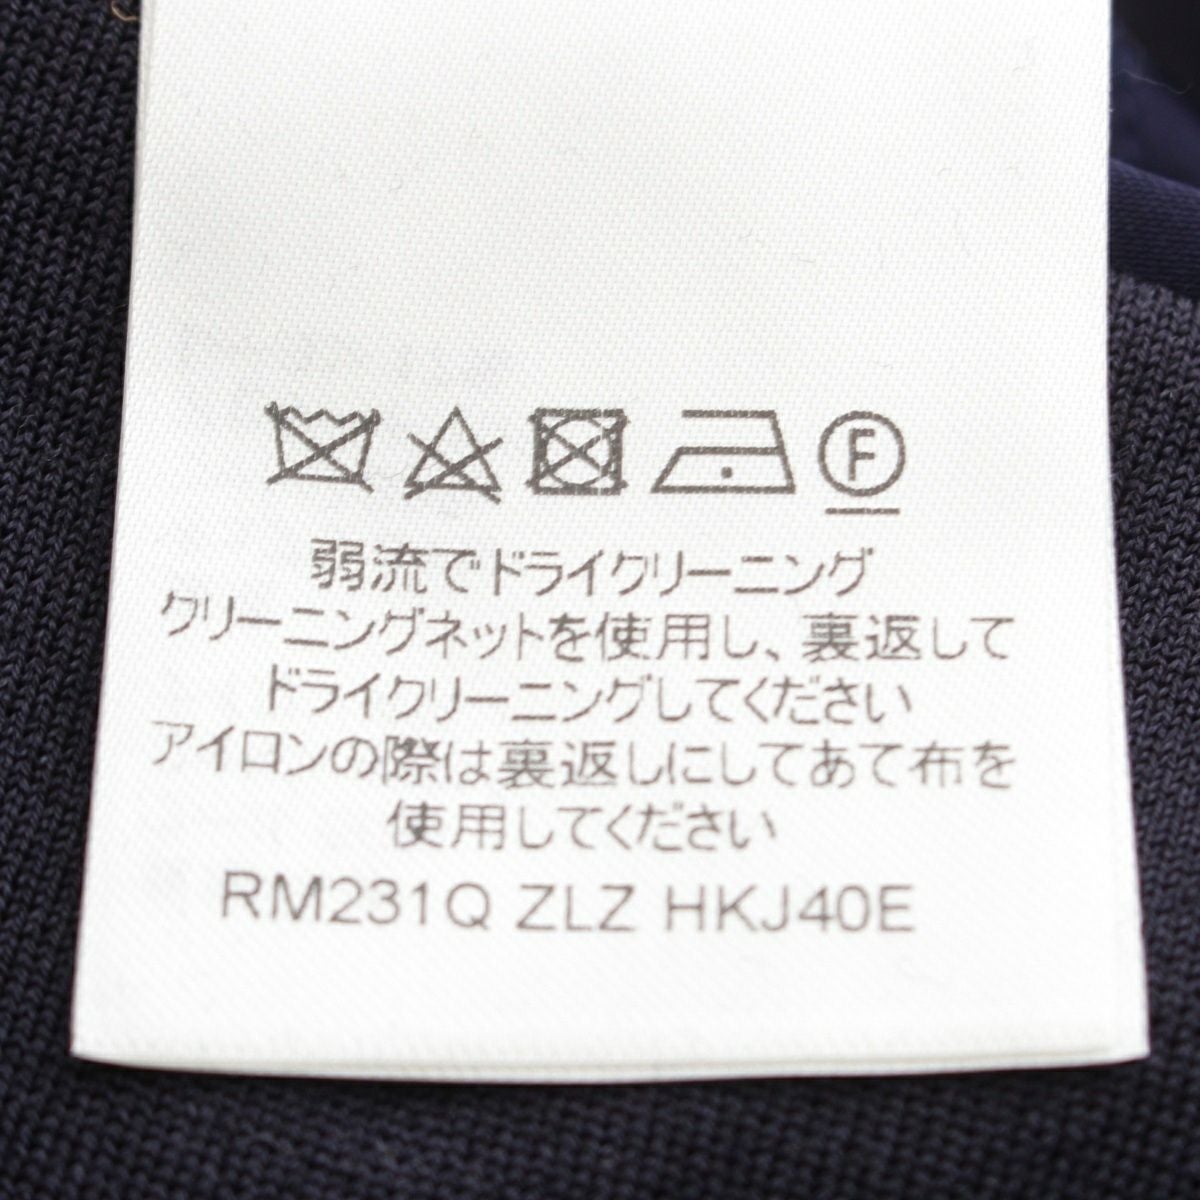 F
弱流でドライクリーニング
クリーニングネットを使用し、裏返して
ドライクリーニングしてください
アイロンの際は裏返しにしてあて布を
使用してください
RM231Q ZLZ HKJ40E